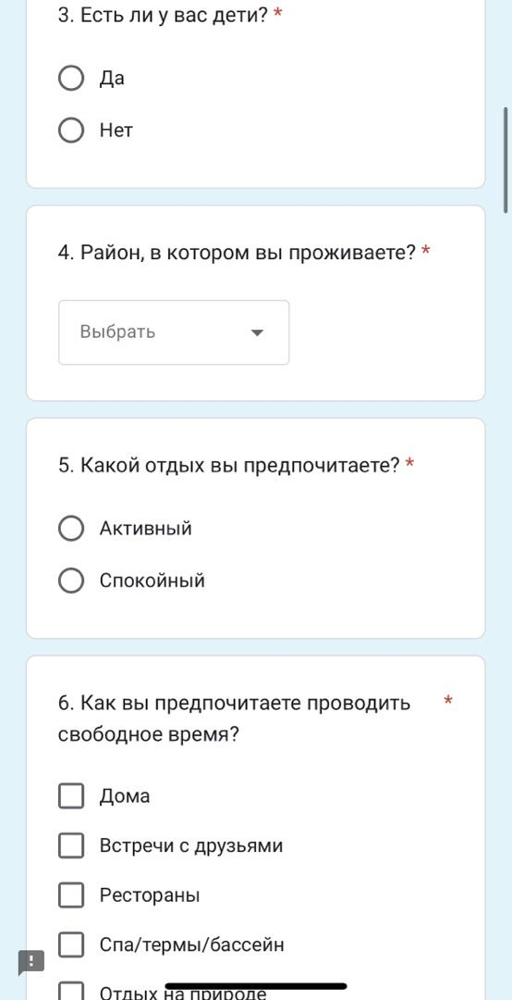 3. Есть ли у вас дети? *
Да
Нет
4. Район, в котором вы проживаете? *
Выбрать
5. Какой отдых вы предпочитаете? *
Активный
Спокойный
6. Как вы предпочитаете проводить *
свободное время?
Дома
Встречи с друзьями
Рестораны
Спа/термы/бассейн
Отдых на природе